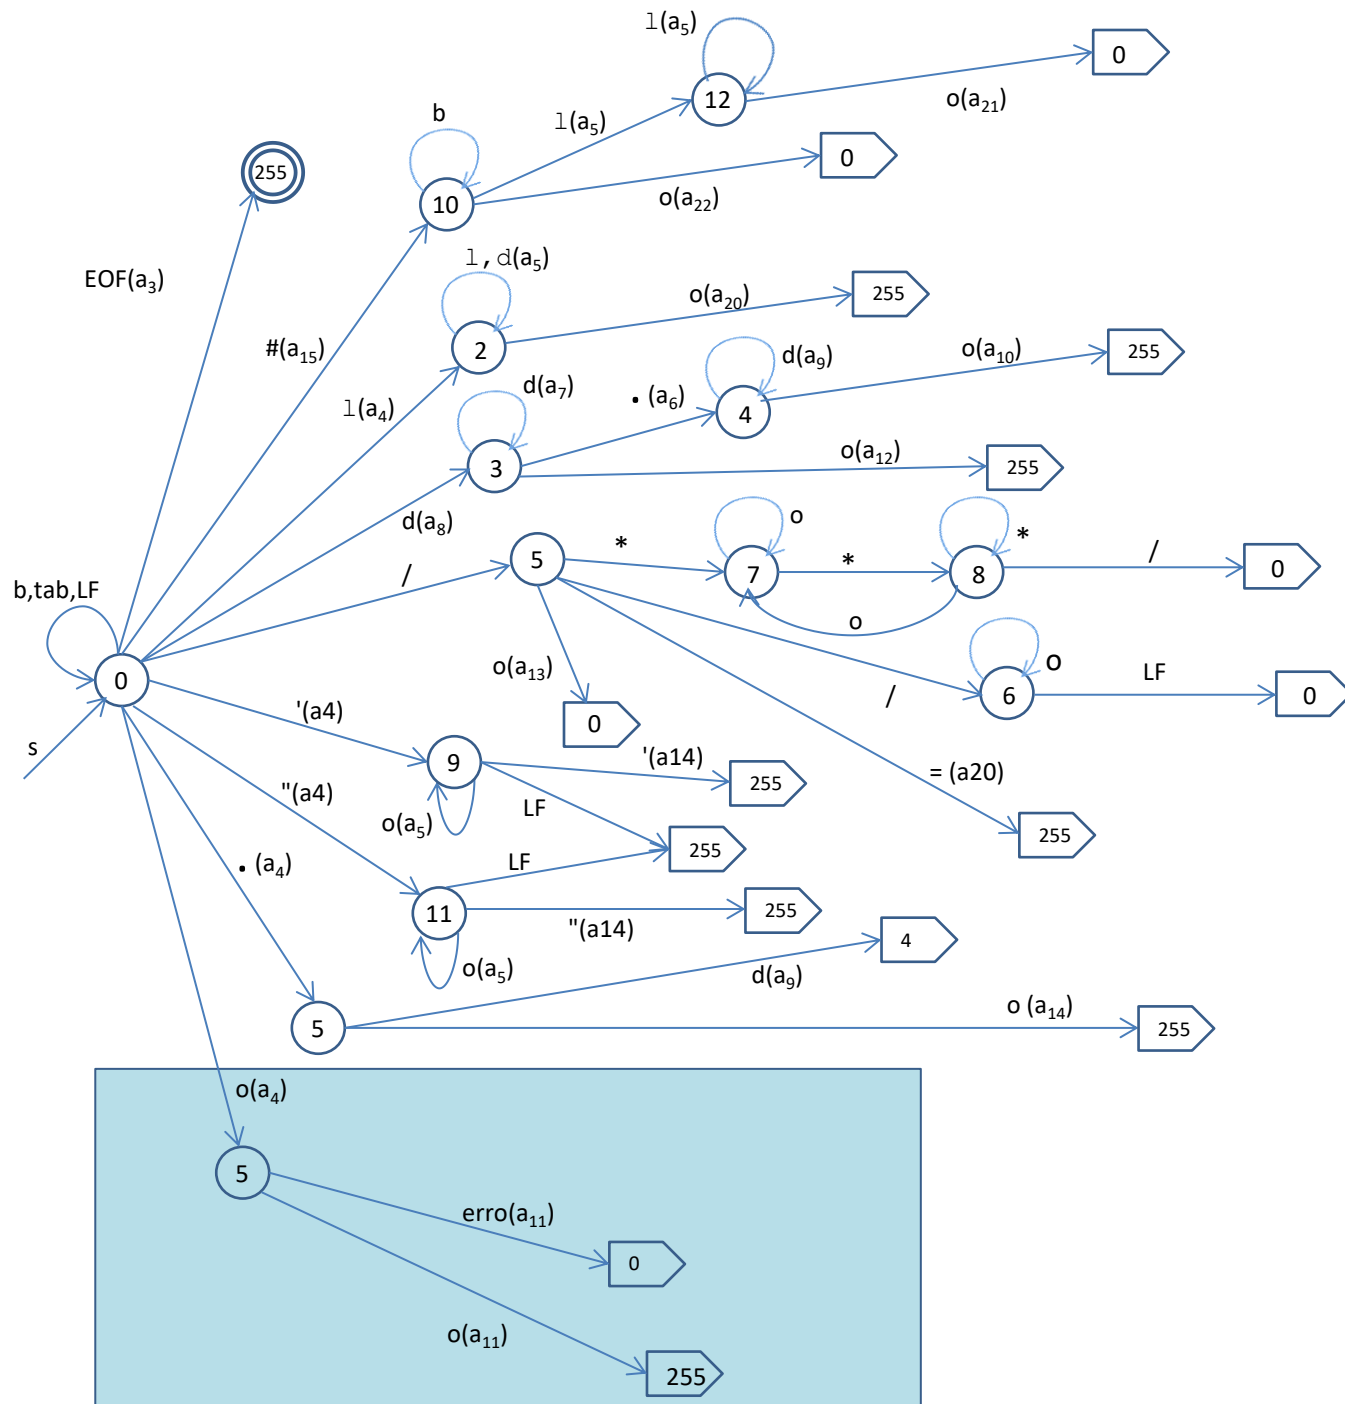 l(a5)
0
12
o(a21)
b
l(a5)
0
255
10
o(a22)
l, d(a5)
EOF(a3)
o(a20)
255
#(a15)
2
d(a9)
o(a10)
255
d(a7)
. (a6)
l(a4)
4
o(a12)
3
255
d(a8)
o
*
5
*
/
/
7
*
8
0
b,tab,LF
o
o(a13)
o
LF
0
'(a4)
/
6
0
0
s
9
'(a14)
= (a20)
"(a4)
255
o(a5)
LF
255
255
. (a4)
LF
11
255
"(a14)
4
o(a5)
d(a9)
5
o (a14)
255
o(a4)
5
erro(a11)
0
o(a11)
255